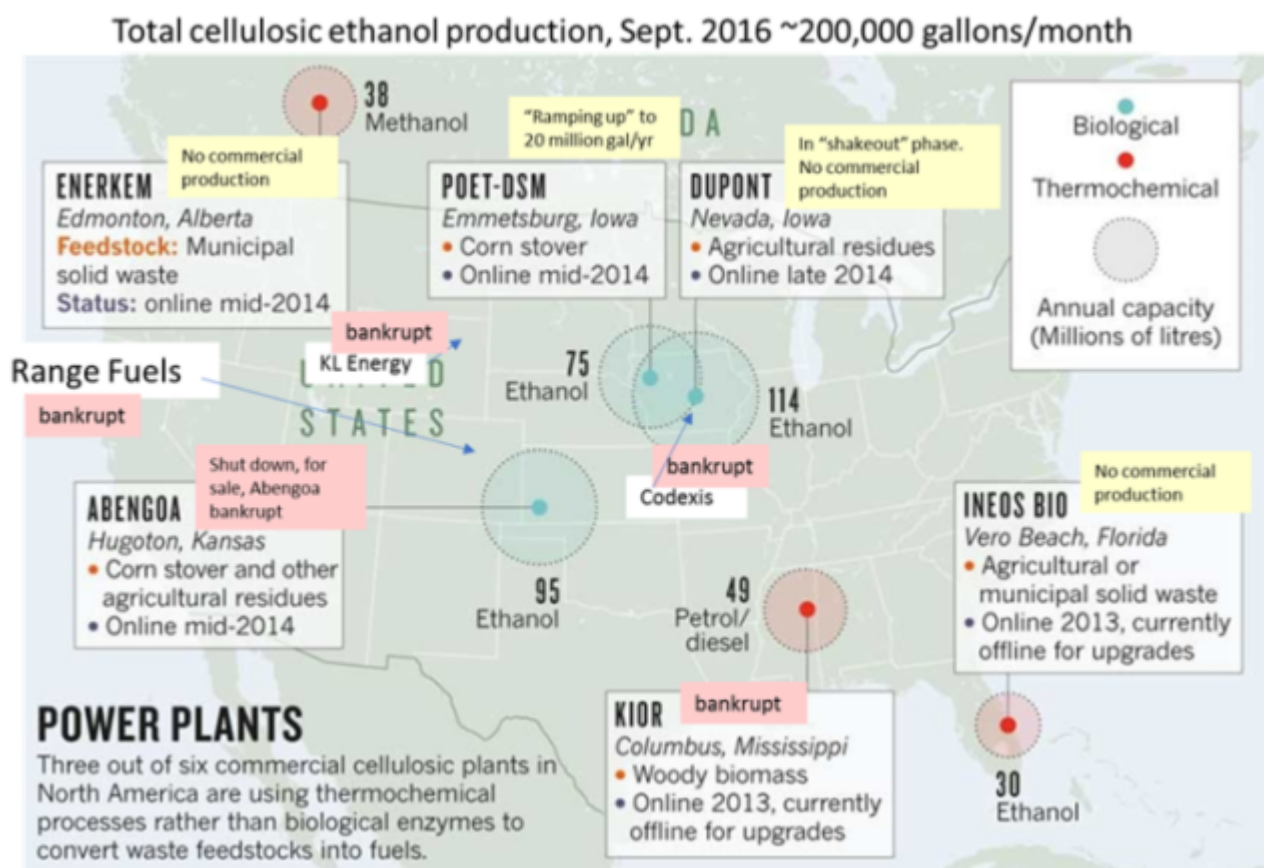 Total cellulosic ethanol production, Sept. 2016 ~200,000 gallons/month
38
Methanol
No commercial
production
ENERKEM
Edmonton, Alberta
Feedstock: Municipal
solid waste
Status: online mid-2014
"Ramping up" to
20 million gal/yr
DA
POET-DSM
Emmetsburg, Iowa
• Corn stover
• Online mid-2014
In "shakeout" phase.
No commercial
production
DUPONT
Nevada, Iowa
• Agricultural residues
• Online late 2014
Biological
Thermochemical
Annual capacity
(Millions of litres)
bankrupt
KL Energy
Range Fuels
bankrupt
UNITED
STATES
75
Ethanol
114
Ethanol
bankrupt
Codexis
Shut down, for
sale, Abengoa
bankrupt
ABENGOA
Hugoton, Kansas
• Corn stover and other
agricultural residues
• Online mid-2014
95
Ethanol
49
Petrol/
diesel
No commercial
production
INEOS BIO
Vero Beach, Florida
• Agricultural or
municipal solid waste
• Online 2013, currently
offline for upgrades
30
Ethanol
bankrupt
KIOR
Columbus, Mississippi
• Woody biomass
• Online 2013, currently
offline for upgrades
POWER PLANTS
Three out of six commercial cellulosic plants in
North America are using thermochemical
processes rather than biological enzymes to
convert waste feedstocks into fuels.